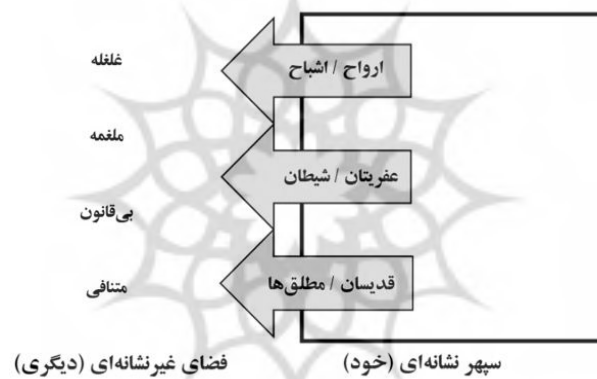 غلغله
ارواح / اشباح
ملغمه
عفریتان / شیطان
بی‌قانون
قدیسان / مطلق‌ها
متنافی
سپهر نشانه‌ای (خود)
فضای غیرنشانه‌ای (دیگری)